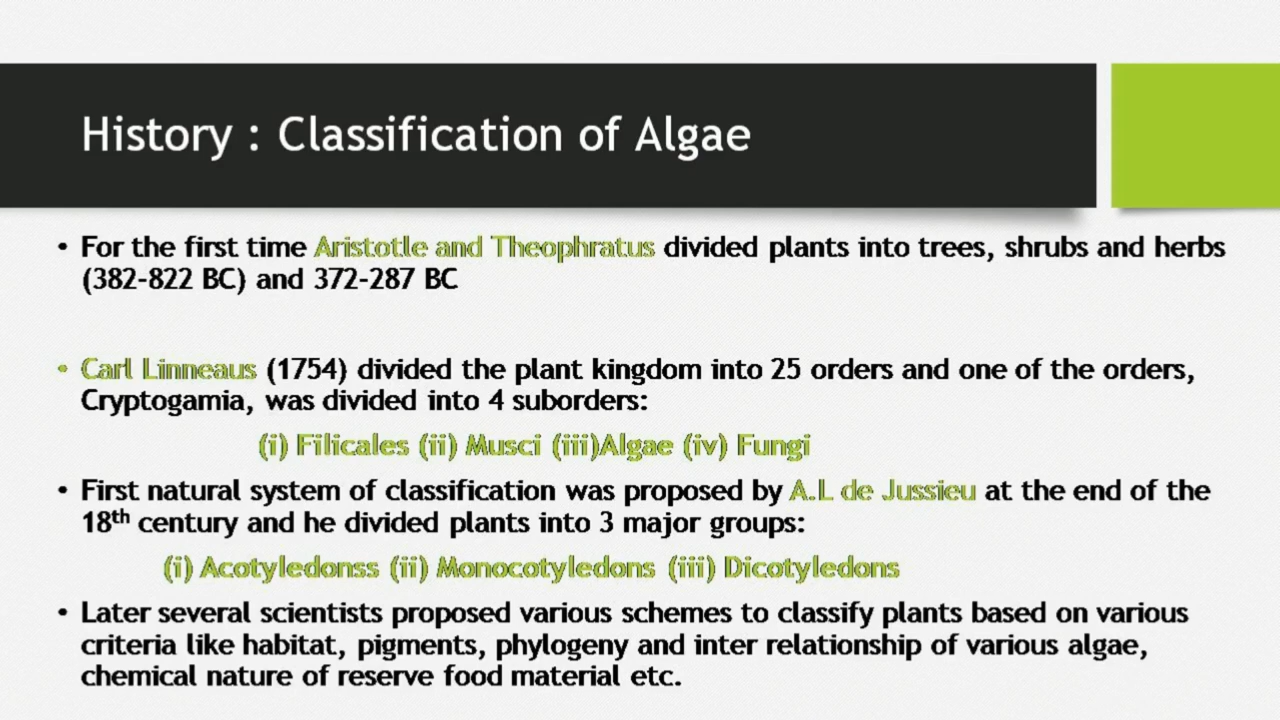 History : Classification of Algae
• For the first time Aristotle and Theophratus divided plants into trees, shrubs and herbs
(382-822 BC) and 372-287 BC
• Carl Linneaus (1754) divided the plant kingdom into 25 orders and one of the orders,
Cryptogamia, was divided into 4 suborders:
(i) Filicales (ii) Musci (iii)Algae (iv) Fungi
• First natural system of classification was proposed by A.L de Jussieu at the end of the
18th century and he divided plants into 3 major groups:
(i) Acotyledonss (ii) Monocotyledons (iii) Dicotyledons
• Later several scientists proposed various schemes to classify plants based on various
criteria like habitat, pigments, phylogeny and inter relationship of various algae,
chemical nature of reserve food material etc.